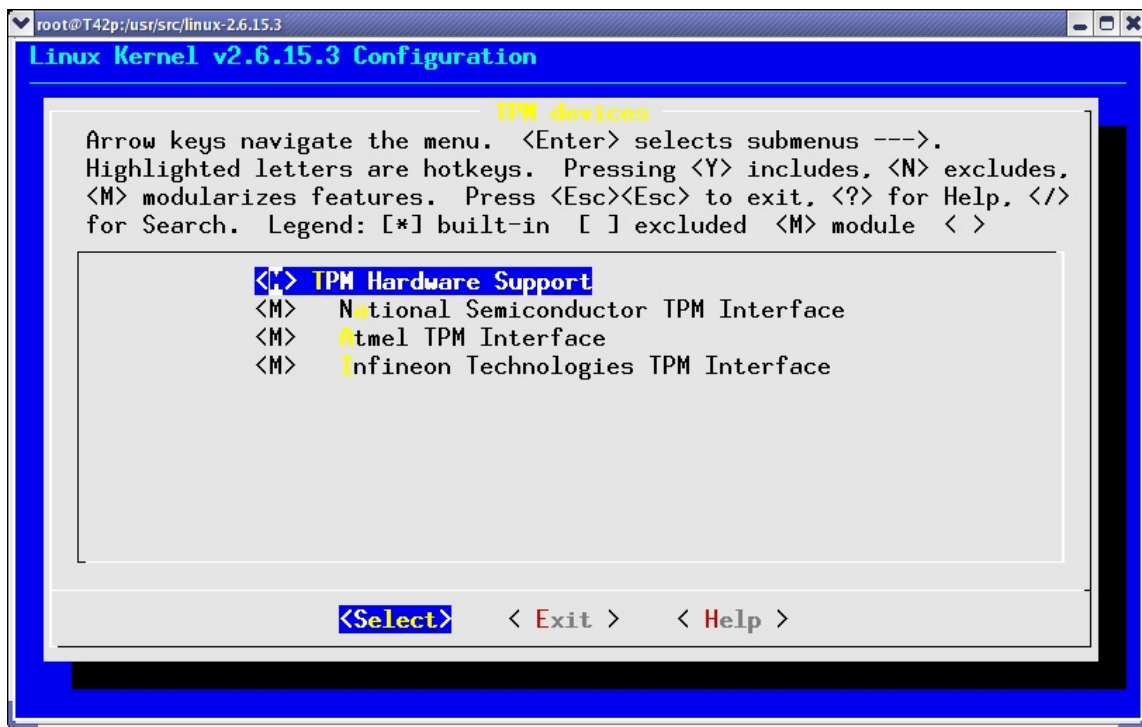 root@T42p:/usr/src/linux-2.6.15.3
Linux Kernel v2.6.15.3 Configuration
TPM devices
Arrow keys navigate the menu. <Enter> selects submenus --->.
Highlighted letters are hotkeys. Pressing <Y> includes, <N> excludes,
<M> modularizes features. Press <Esc><Esc> to exit, <?> for Help, </>
for Search. Legend: [*] built-in [ ] excluded <M> module < >
<M> TPM Hardware Support
<M> National Semiconductor TPM Interface
<M> Atmel TPM Interface
<M> Infineon Technologies TPM Interface
<Select> < Exit > < Help >